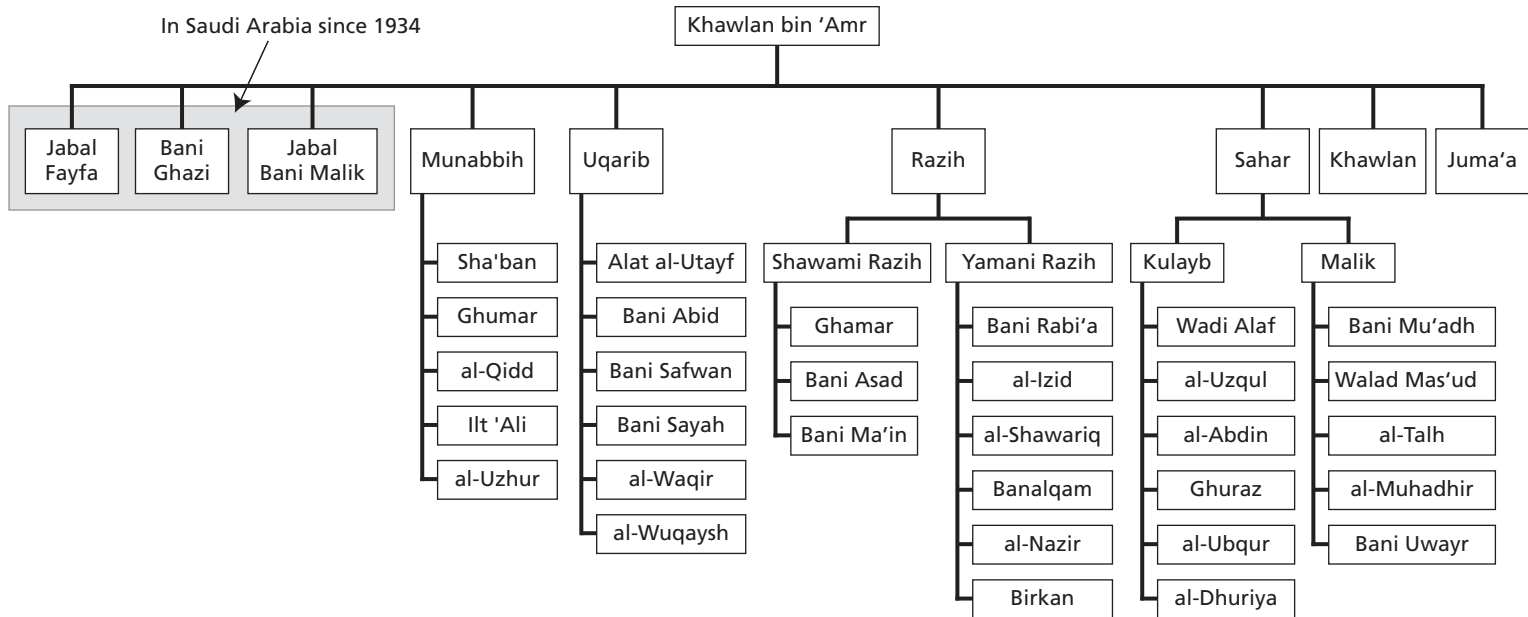 In Saudi Arabia since 1934
Khawlan bin ‘Amr
Jabal
Fayfa
Bani
Ghazi
Jabal
Bani Malik
Munabbih
Uqarib
Razih
Sahar
Khawlan
Juma‘a
Sha'ban
Ghumar
al-Qidd
Ilt 'Ali
al-Uzhur
Alat al-Utayf
Bani Abid
Bani Safwan
Bani Sayah
al-Waqir
al-Wuqaysh
Shawami Razih
Ghamar
Bani Asad
Bani Ma’in
Yamani Razih
Bani Rabi‘a
al-Izid
al-Shawariq
Banalqam
al-Nazir
Birkan
Kulayb
Wadi Alaf
al-Uzqul
al-Abdin
Ghuraz
al-Ubqur
al-Dhuriya
Malik
Bani Mu‘adh
Walad Mas‘ud
al-Talh
al-Muhadhir
Bani Uwayr